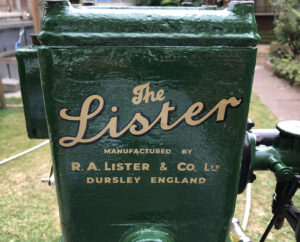 The
Lister
MANUFACTURED BY
R. A. LISTER & CO. LTD
DURSLEY ENGLAND